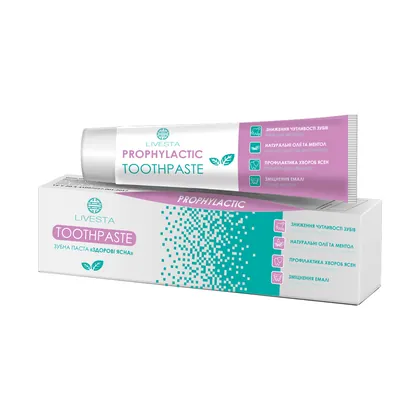 LIVESTA
PROPHYLACTIC
TOOTHPASTE
ЗНИЖЕННЯ ЧУТЛИВОСТІ ЗУБІВ
НАТУРАЛЬНІ ОЛІЇ ТА МЕНТОЛ
ПРОФІЛАКТИКА ХВОРОБ ЯСЕН
ЗМІЦНЕННЯ ЕМАЛІ
PROPHYLACTIC
LIVESTA
TOOTHPASTE
ЗУБНА ПАСТА «ЗДОРОВІ ЯСНА»
ЗНИЖЕННЯ ЧУТЛИВОСТІ ЗУБІВ
НАТУРАЛЬНІ ОЛІЇ ТА МЕНТОЛ
ПРОФІЛАКТИКА ХВОРОБ ЯСЕН
ЗМІЦНЕННЯ ЕМАЛІ